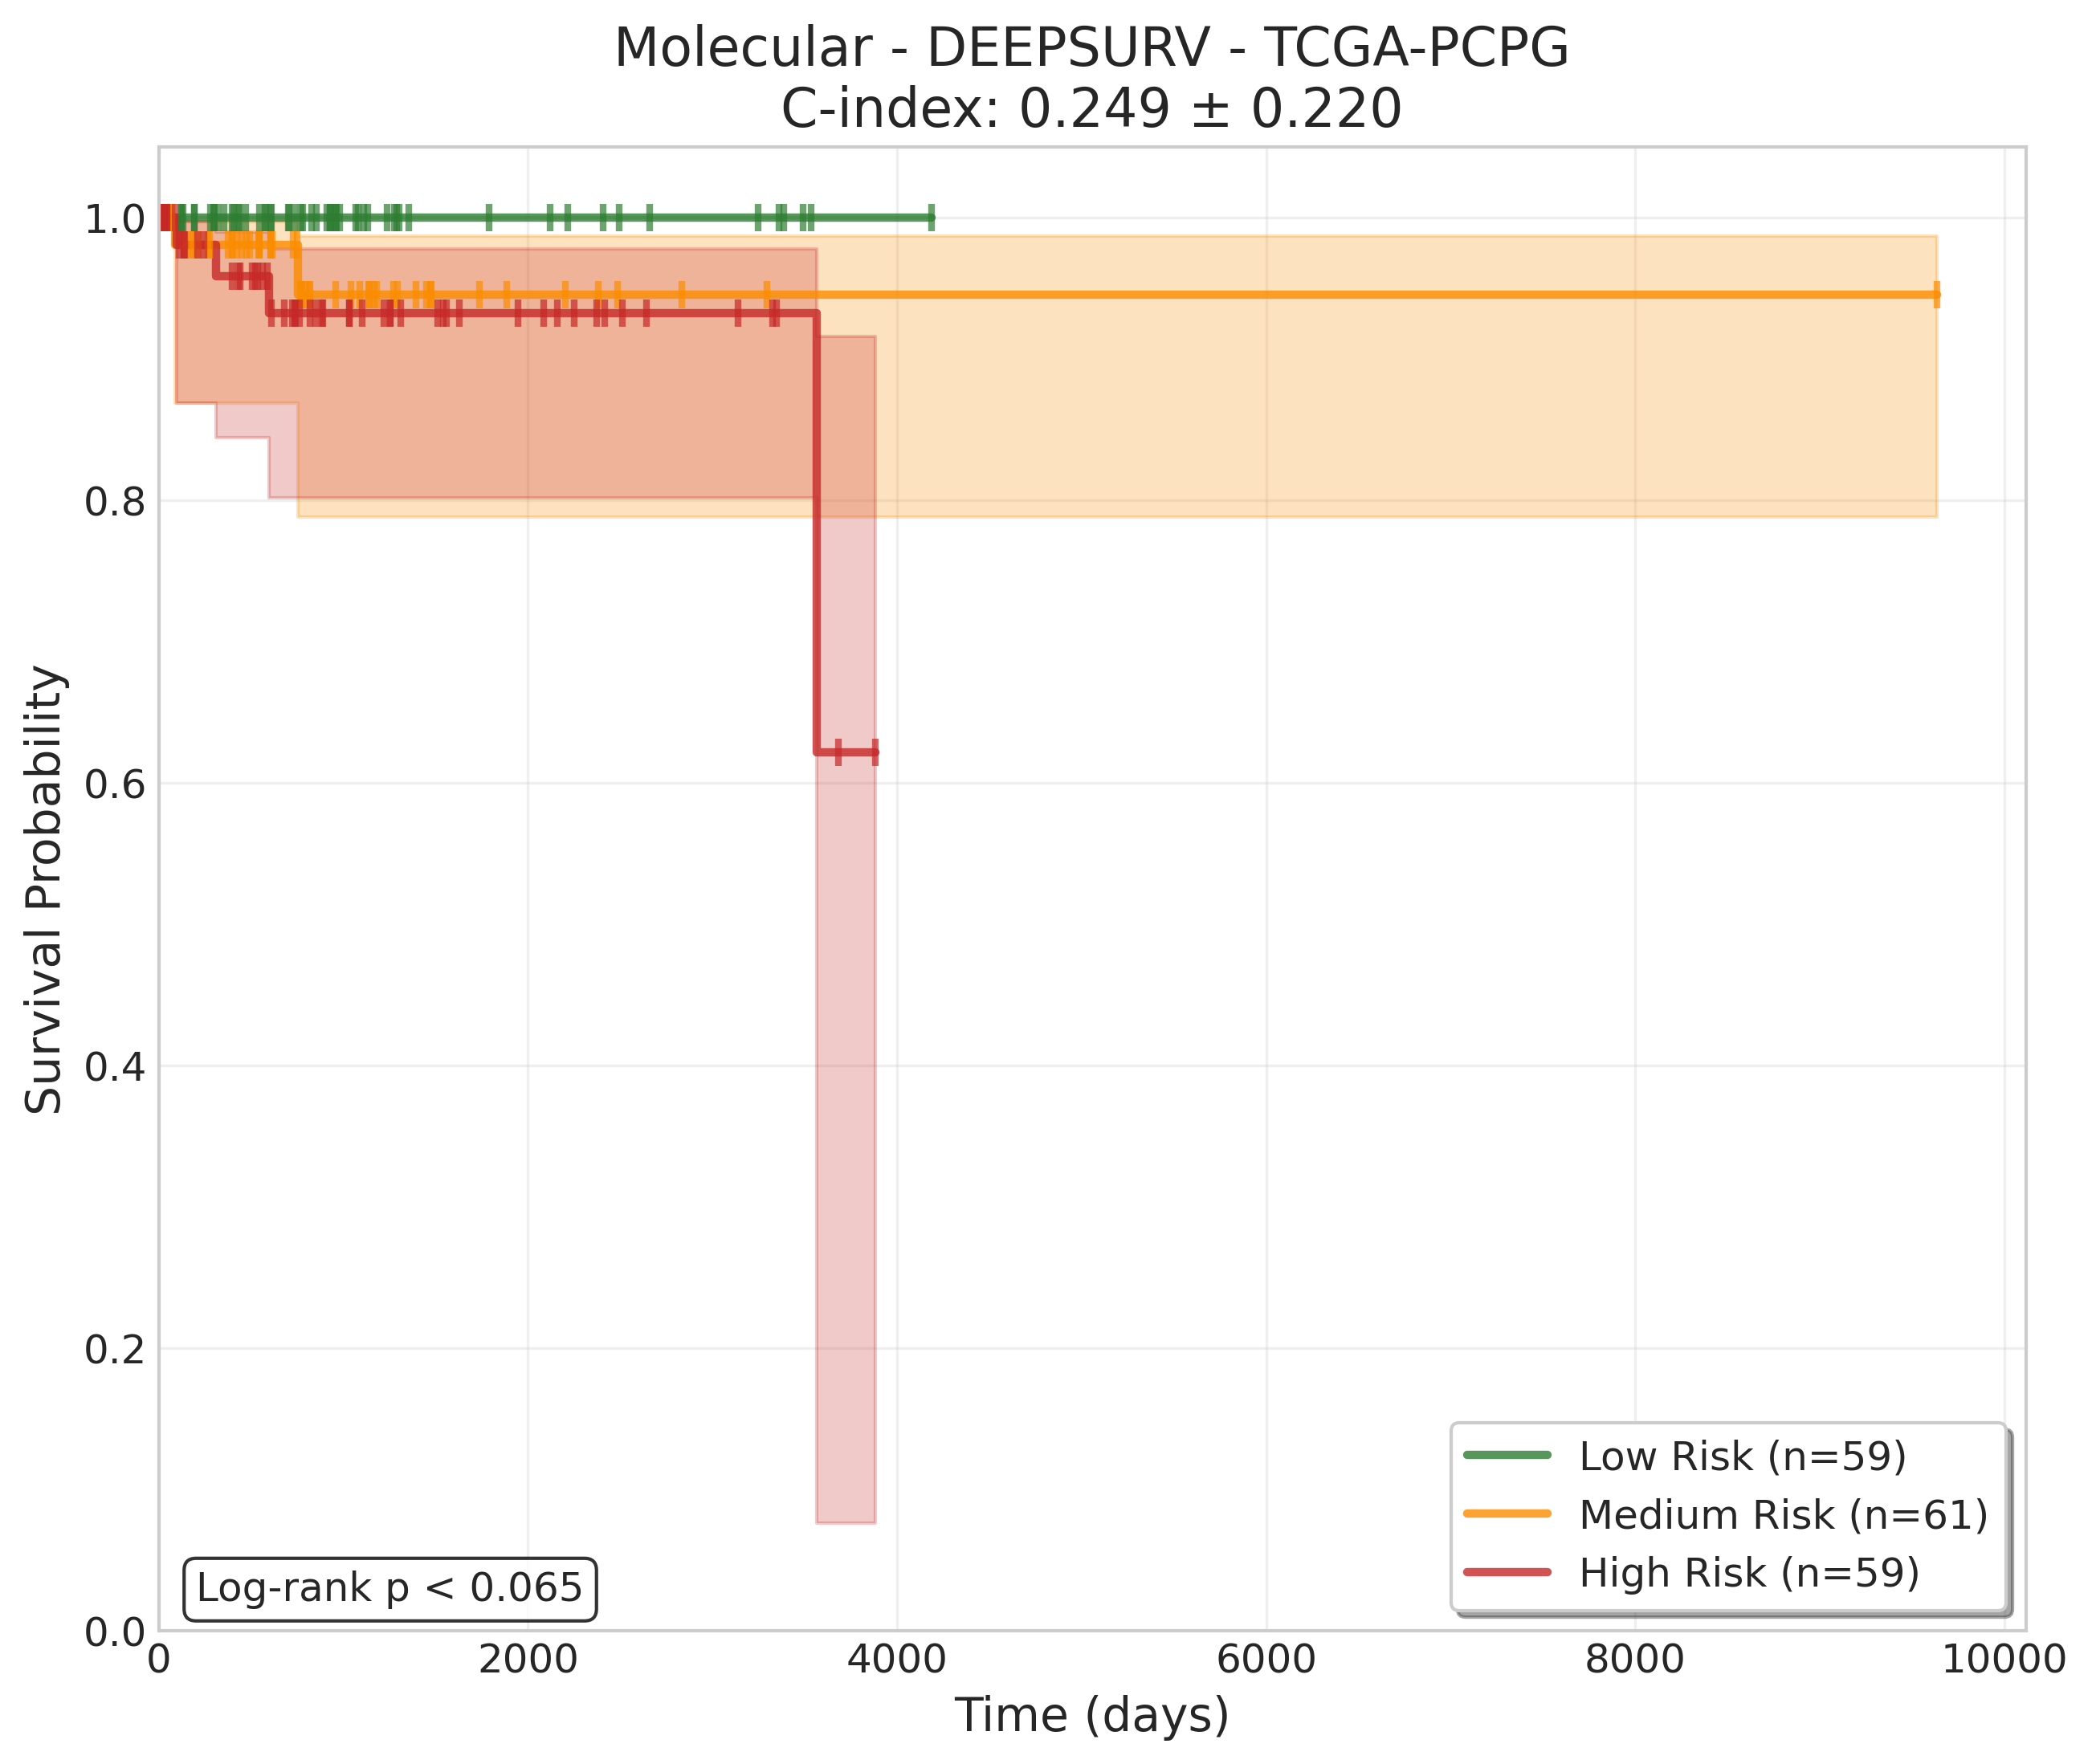 Molecular - DEEPSURV - TCGA-PCPG
C-index: 0.249 ± 0.220
Survival Probability
1.0
0.8
0.6
0.4
0.2
0.0
0 2000 4000 6000 8000 10000
Time (days)
Log-rank p < 0.065
Low Risk (n=59)
Medium Risk (n=61)
High Risk (n=59)